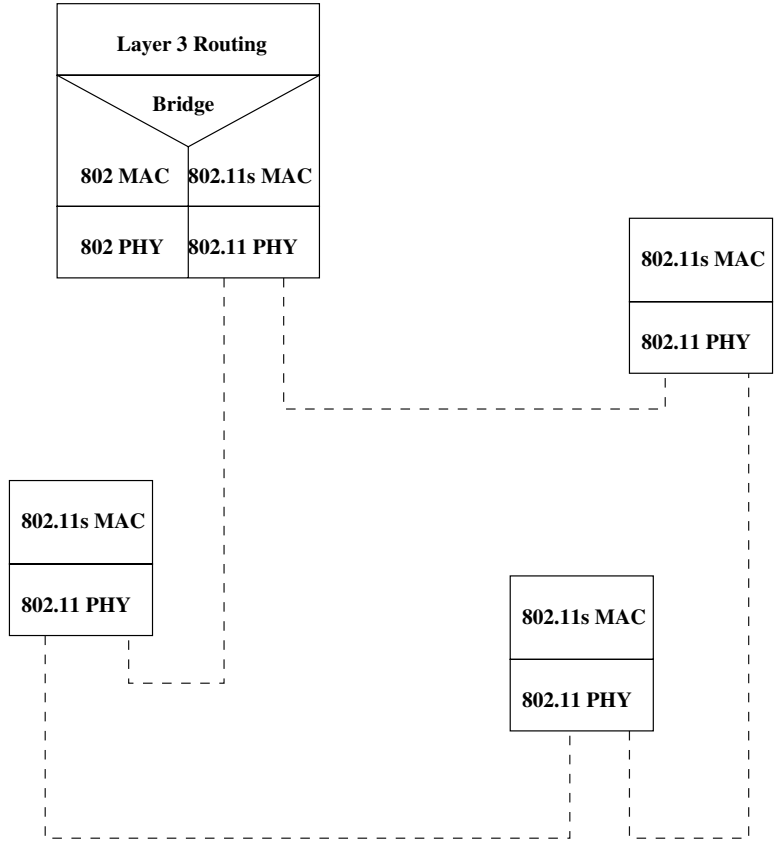 Layer 3 Routing
Bridge
802 MAC
802.11s MAC
802 PHY
802.11 PHY
802.11s MAC
802.11 PHY
802.11s MAC
802.11 PHY
802.11s MAC
802.11 PHY